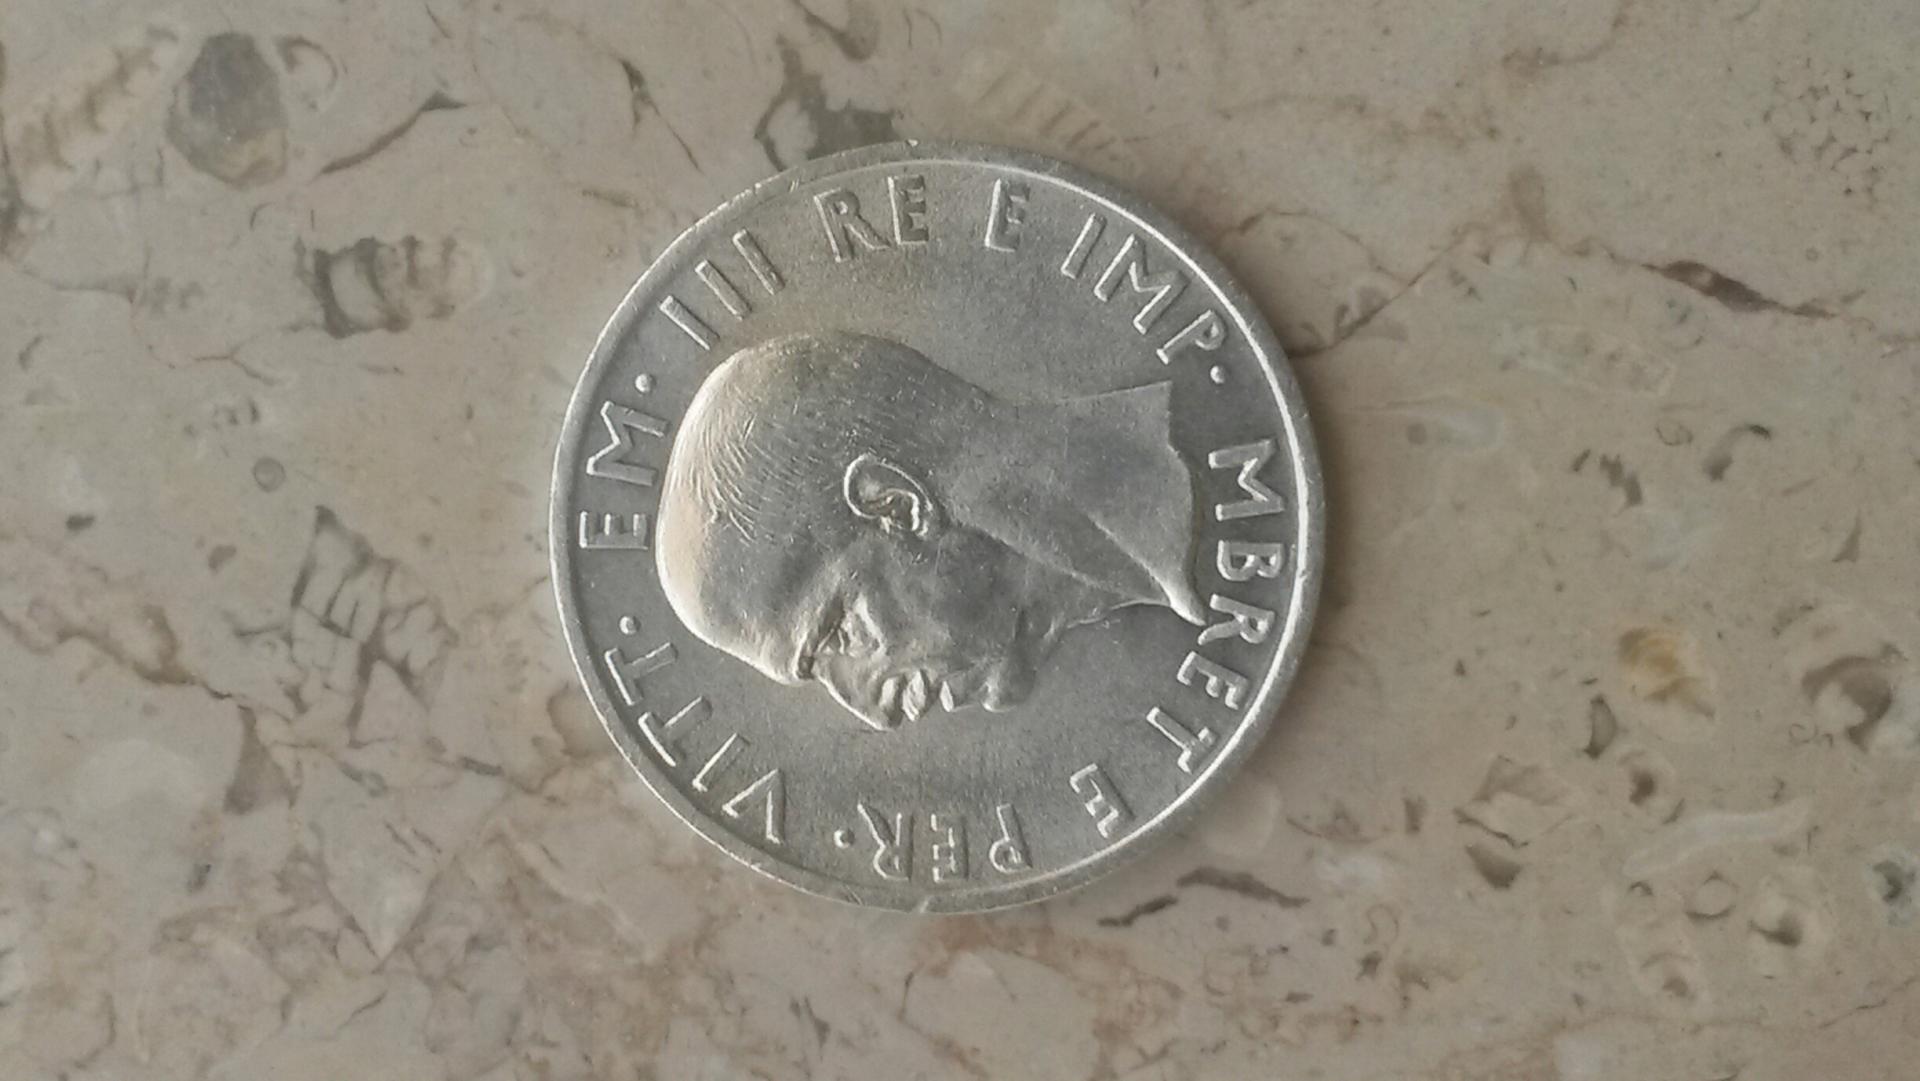 VITT· EM· III RE E IMP· MBRET E PER·